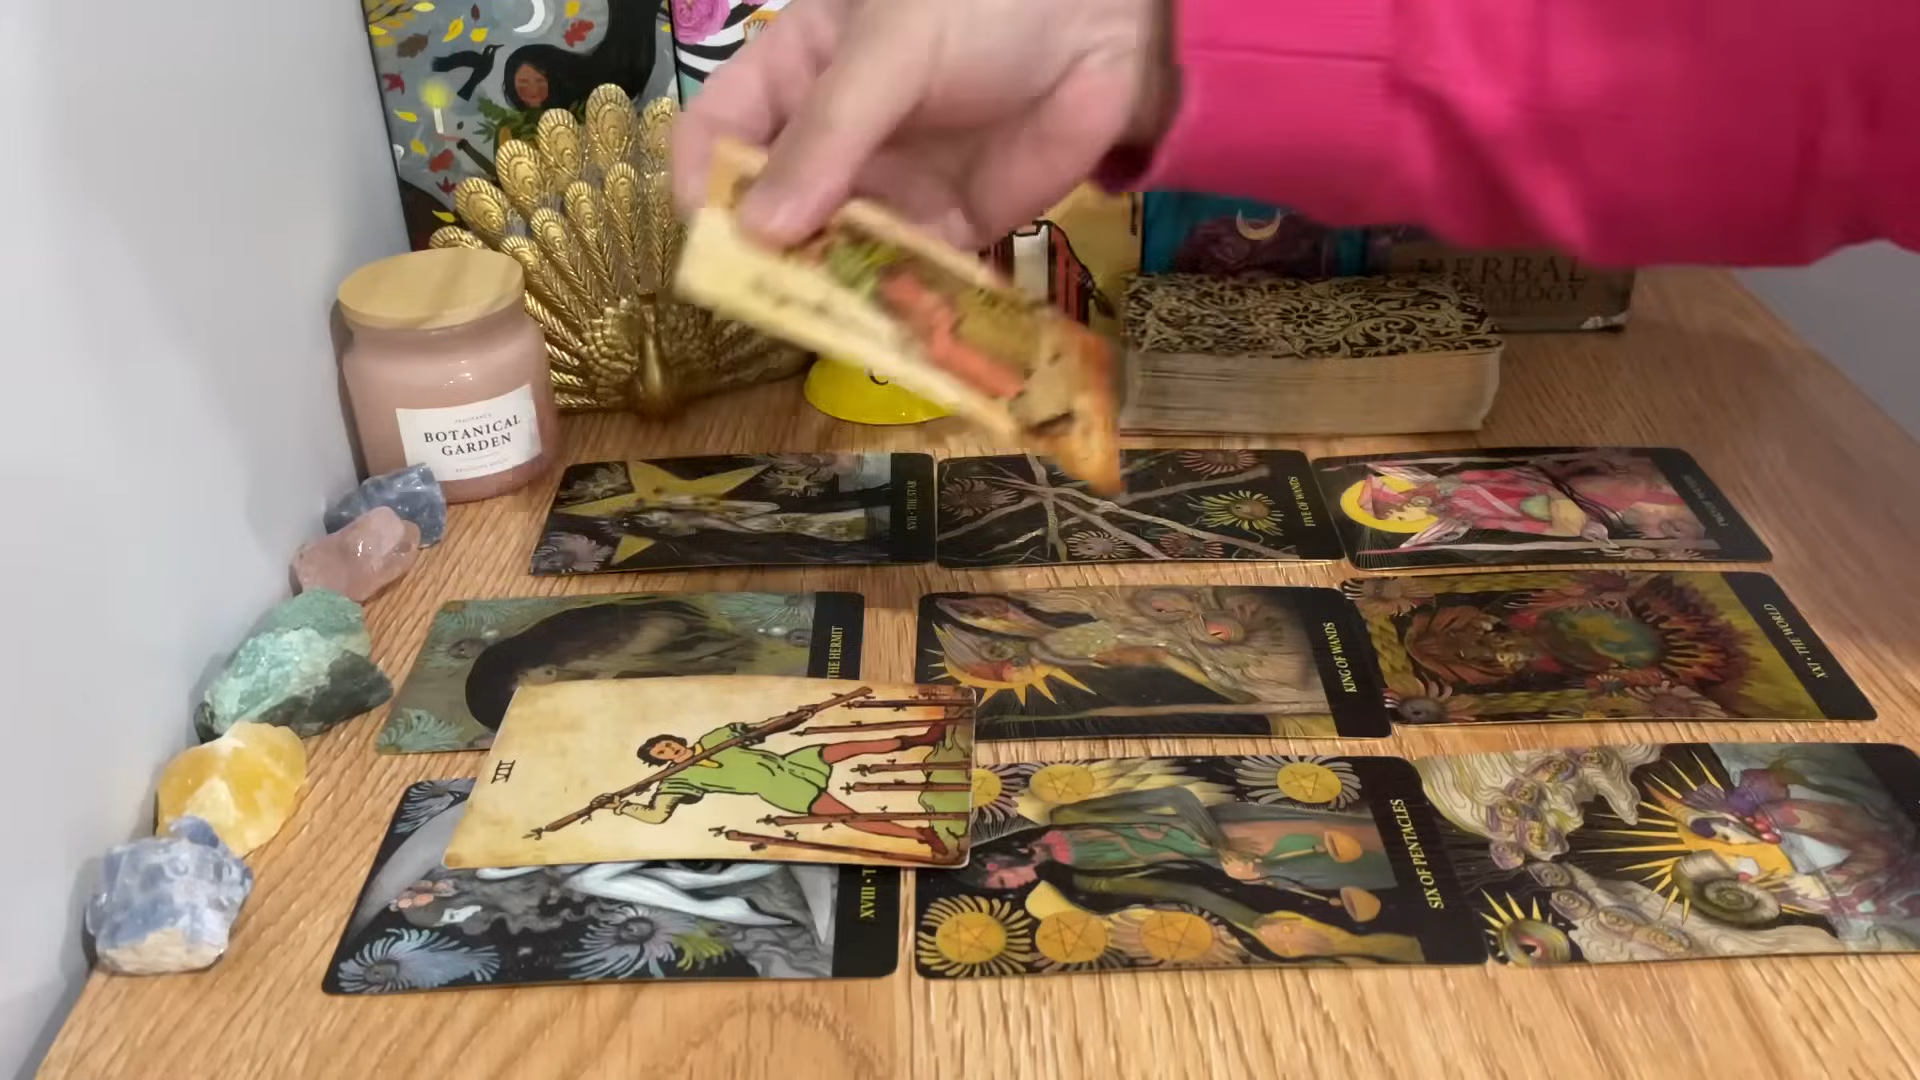 HERBAL
BOTANICAL
GARDEN
XVII • THE STAR
FIVE OF WANDS
THE HERMIT
KING OF WANDS
XXI • THE WORLD
VII
XVIII • T
SIX OF PENTACLES